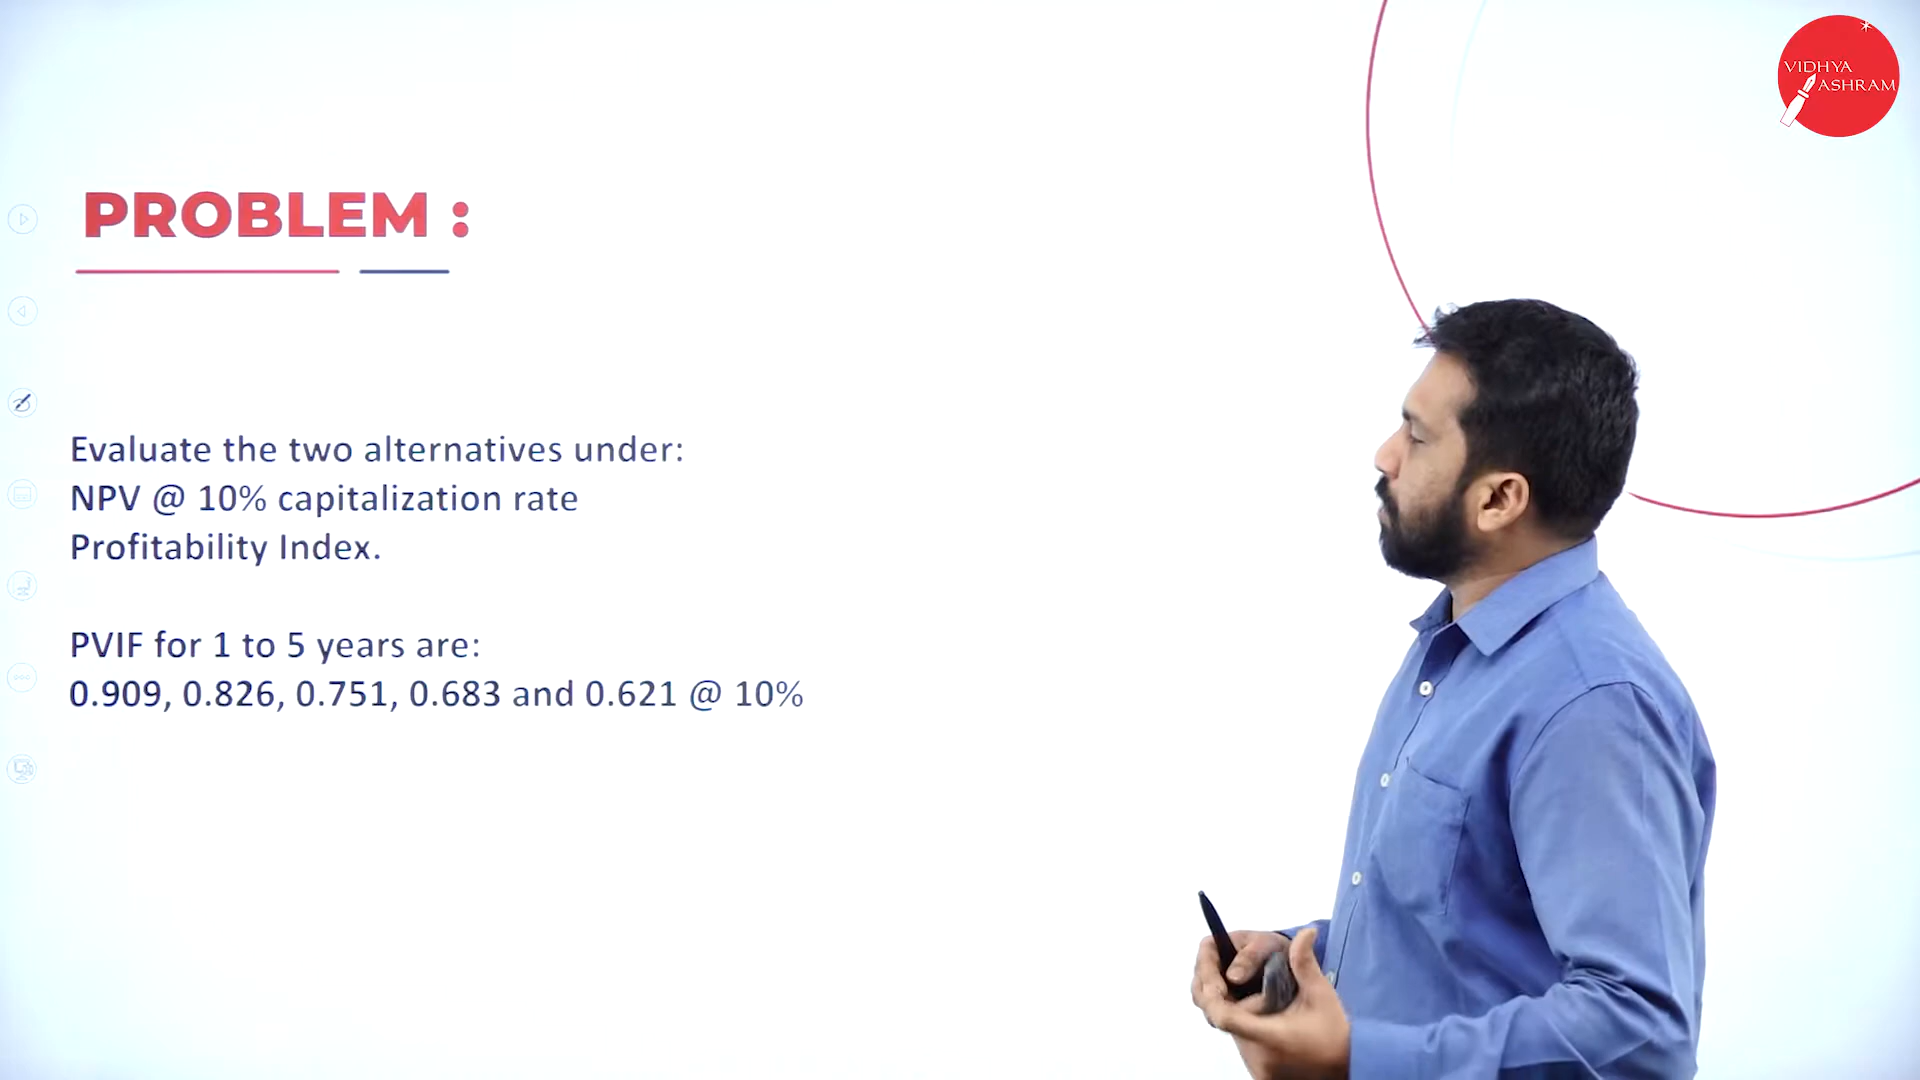 VIDHYA
ASHRAM
PROBLEM :
Evaluate the two alternatives under:
NPV @ 10% capitalization rate
Profitability Index.
PVIF for 1 to 5 years are:
0.909, 0.826, 0.751, 0.683 and 0.621 @ 10%